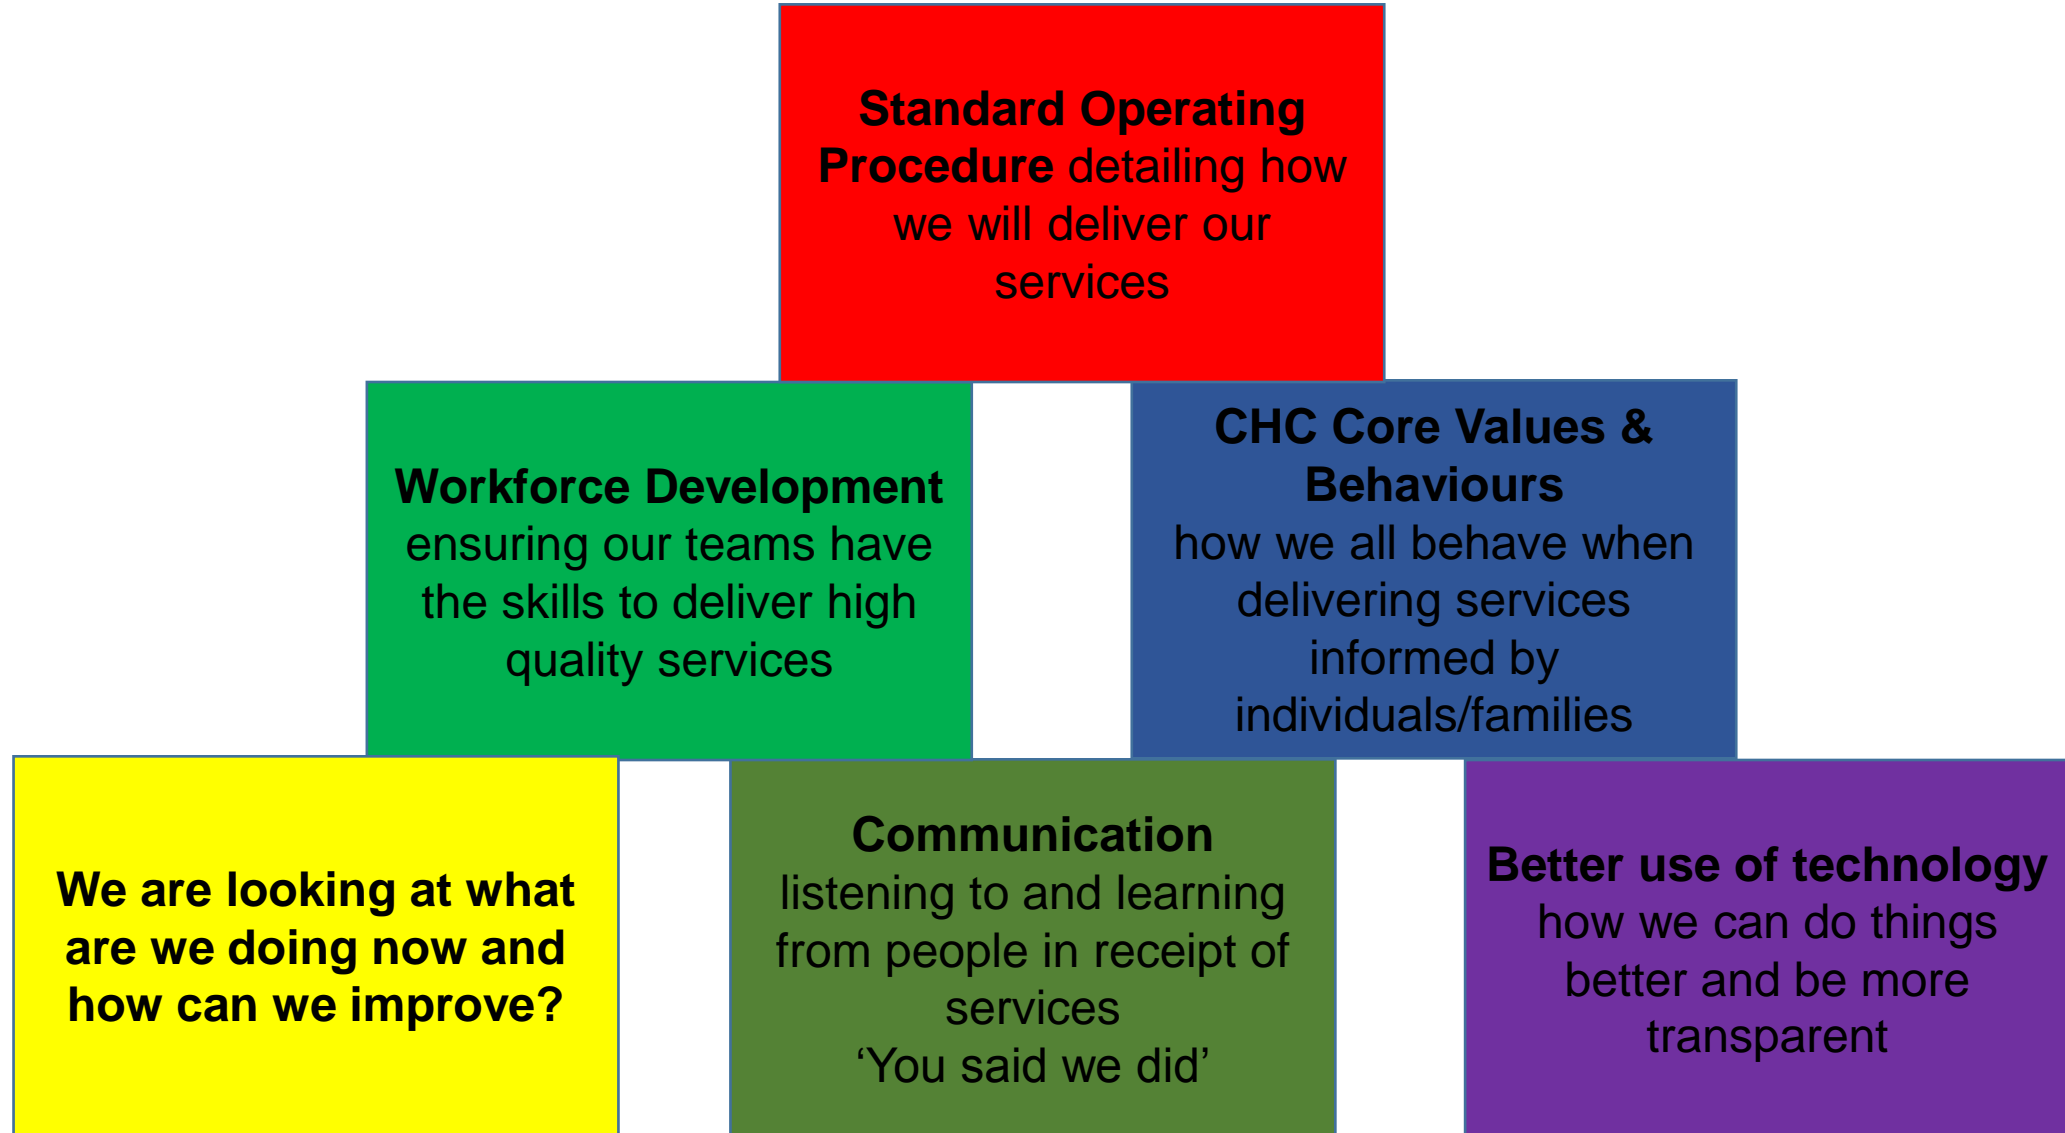 Standard Operating
Procedure detailing how
we will deliver our
services
Workforce Development
ensuring our teams have
the skills to deliver high
quality services
CHC Core Values &
Behaviours
how we all behave when
delivering services
informed by
individuals/families
We are looking at what
are we doing now and
how can we improve?
Communication
listening to and learning
from people in receipt of
services
‘You said we did’
Better use of technology
how we can do things
better and be more
transparent